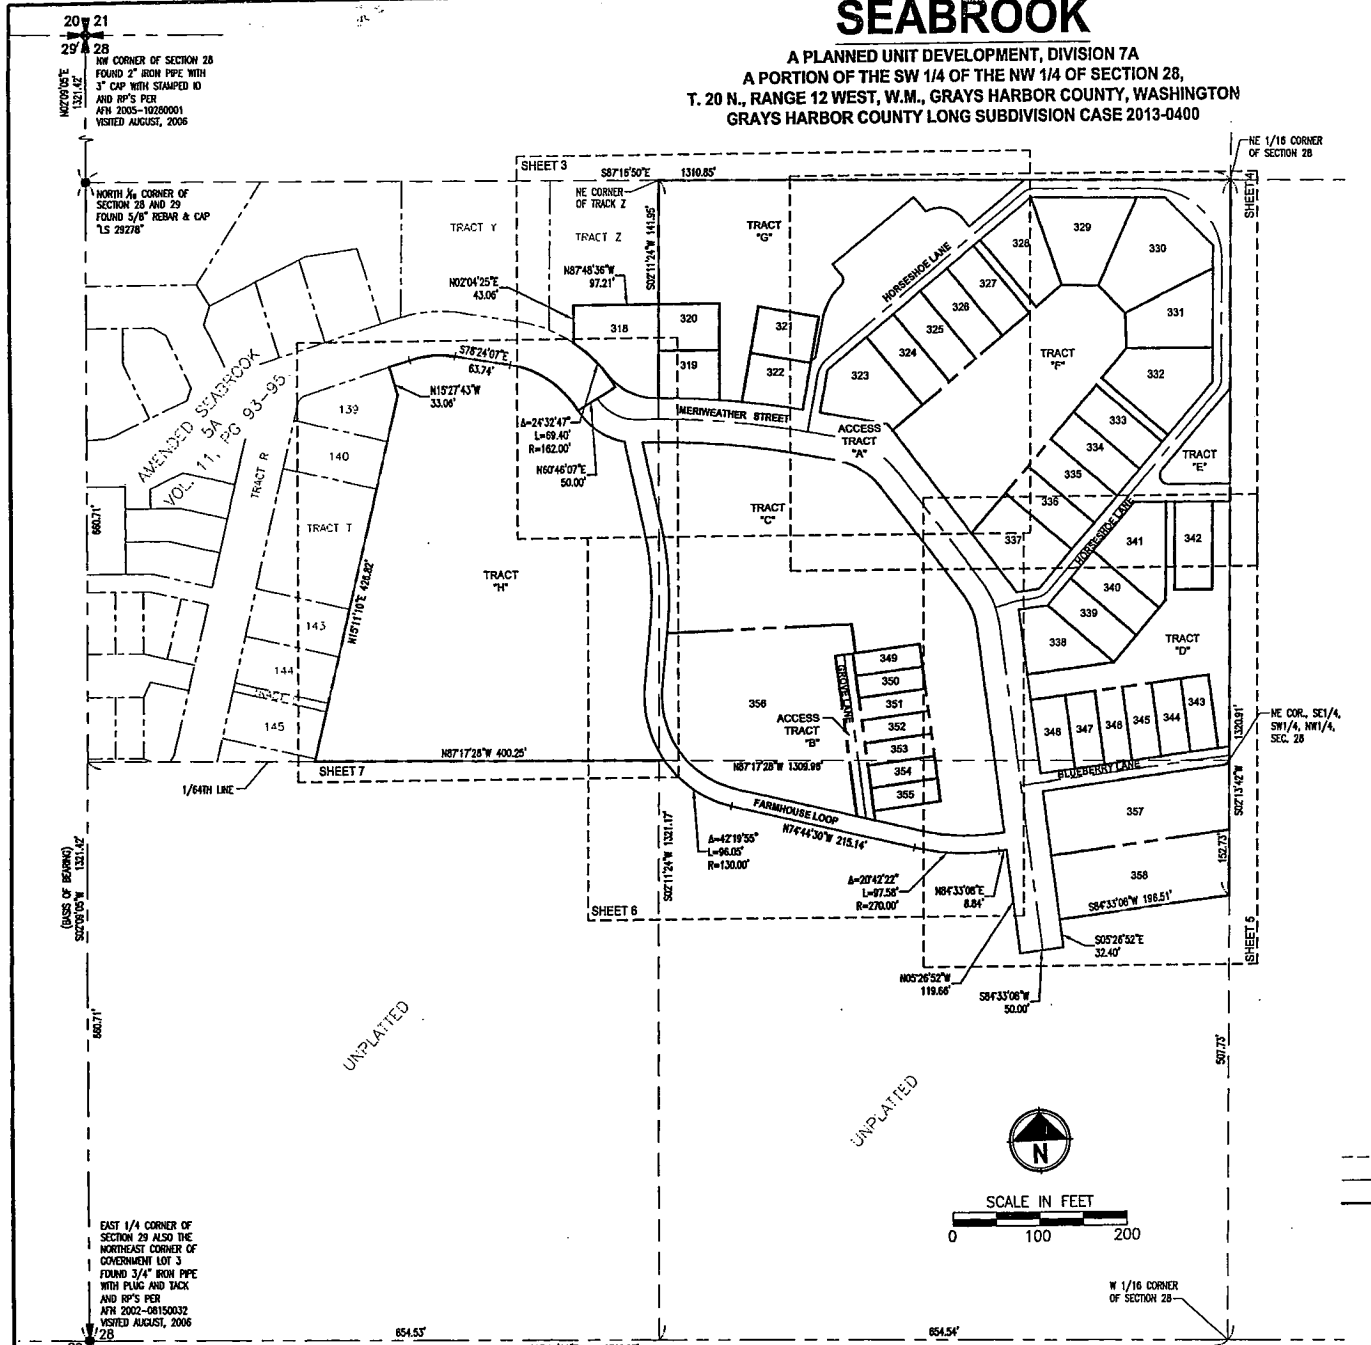 SEABROOK
A PLANNED UNIT DEVELOPMENT, DIVISION 7A
A PORTION OF THE SW 1/4 OF THE NW 1/4 OF SECTION 28,
T. 20 N., RANGE 12 WEST, W.M., GRAYS HARBOR COUNTY, WASHINGTON
GRAYS HARBOR COUNTY LONG SUBDIVISION CASE 2013-0400
20 21
29 28
NW CORNER OF SECTION 28
FOUND 2" IRON PIPE WITH
3" CAP WITH STAMPED ID
AND RP'S PER
AFN 2005-10280001
VISITED AUGUST, 2006
N02°09'05"E
1321.42'
NORTH 1/16 CORNER OF
SECTION 28 AND 29
FOUND 5/8" REBAR & CAP
"LS 29278"
SHEET 3
S87°16'50"E 1310.85'
NE CORNER
OF TRACK Z
NE 1/16 CORNER
OF SECTION 28
SHEET 4
TRACT Y
TRACT Z
TRACT
"G"
S02°11'24"W 141.95'
N87°48'36"W
97.21'
N02°04'25"E
43.06'
318
320
319
321
322
HORSESHOE LANE
328
327
326
325
324
323
329
330
331
332
TRACT
"F"
333
334
335
336
337
TRACT
"E"
S78°24'07"E
63.74'
N15°27'43"W
33.06'
Δ=24°32'47"
L=69.40'
R=162.00'
N60°46'07"E
50.00'
MERIWEATHER STREET
ACCESS
TRACT
"A"
AMENDED SEABROOK
5A
VOL. 11, PG 93-95
TRACT R
139
140
TRACT T
143
144
TRACT
145
660.71'
N15°11'10"E 426.82'
TRACT
"H"
TRACT
"C"
HORSESHOE LANE
341
342
340
339
338
TRACT
"D"
356
GROVE LANE
ACCESS
TRACT
"B"
349
350
351
352
353
354
355
348
347
346
345
344
343
BLUEBERRY LANE
1320.91'
S02°13'42"W
NE COR., SE1/4,
SW1/4, NW1/4,
SEC. 28
N87°17'28"W 400.25'
SHEET 7
N87°17'28"W 1309.96'
1/64TH LINE
357
358
152.73'
FARMHOUSE LOOP
N74°44'30"W 215.14'
Δ=42°19'55"
L=96.05'
R=130.00'
S02°11'24"W 1321.17'
Δ=20°42'22"
L=97.58'
R=270.00'
N84°33'08"E
8.84'
SHEET 6
S84°33'08"W 196.51'
SHEET 5
S05°26'52"E
32.40'
N05°26'52"W
119.66'
S84°33'08"W
50.00'
(BASIS OF BEARING)
S02°09'05"W 1321.42'
660.71'
UNPLATTED
UNPLATTED
507.73'
N
SCALE IN FEET
0 100 200
EAST 1/4 CORNER OF
SECTION 29 ALSO THE
NORTHEAST CORNER OF
GOVERNMENT LOT 3
FOUND 3/4" IRON PIPE
WITH PLUG AND TACK
AND RP'S PER
AFN 2002-08150032
VISITED AUGUST, 2006
28
W 1/16 CORNER
OF SECTION 28
654.53'
654.54'